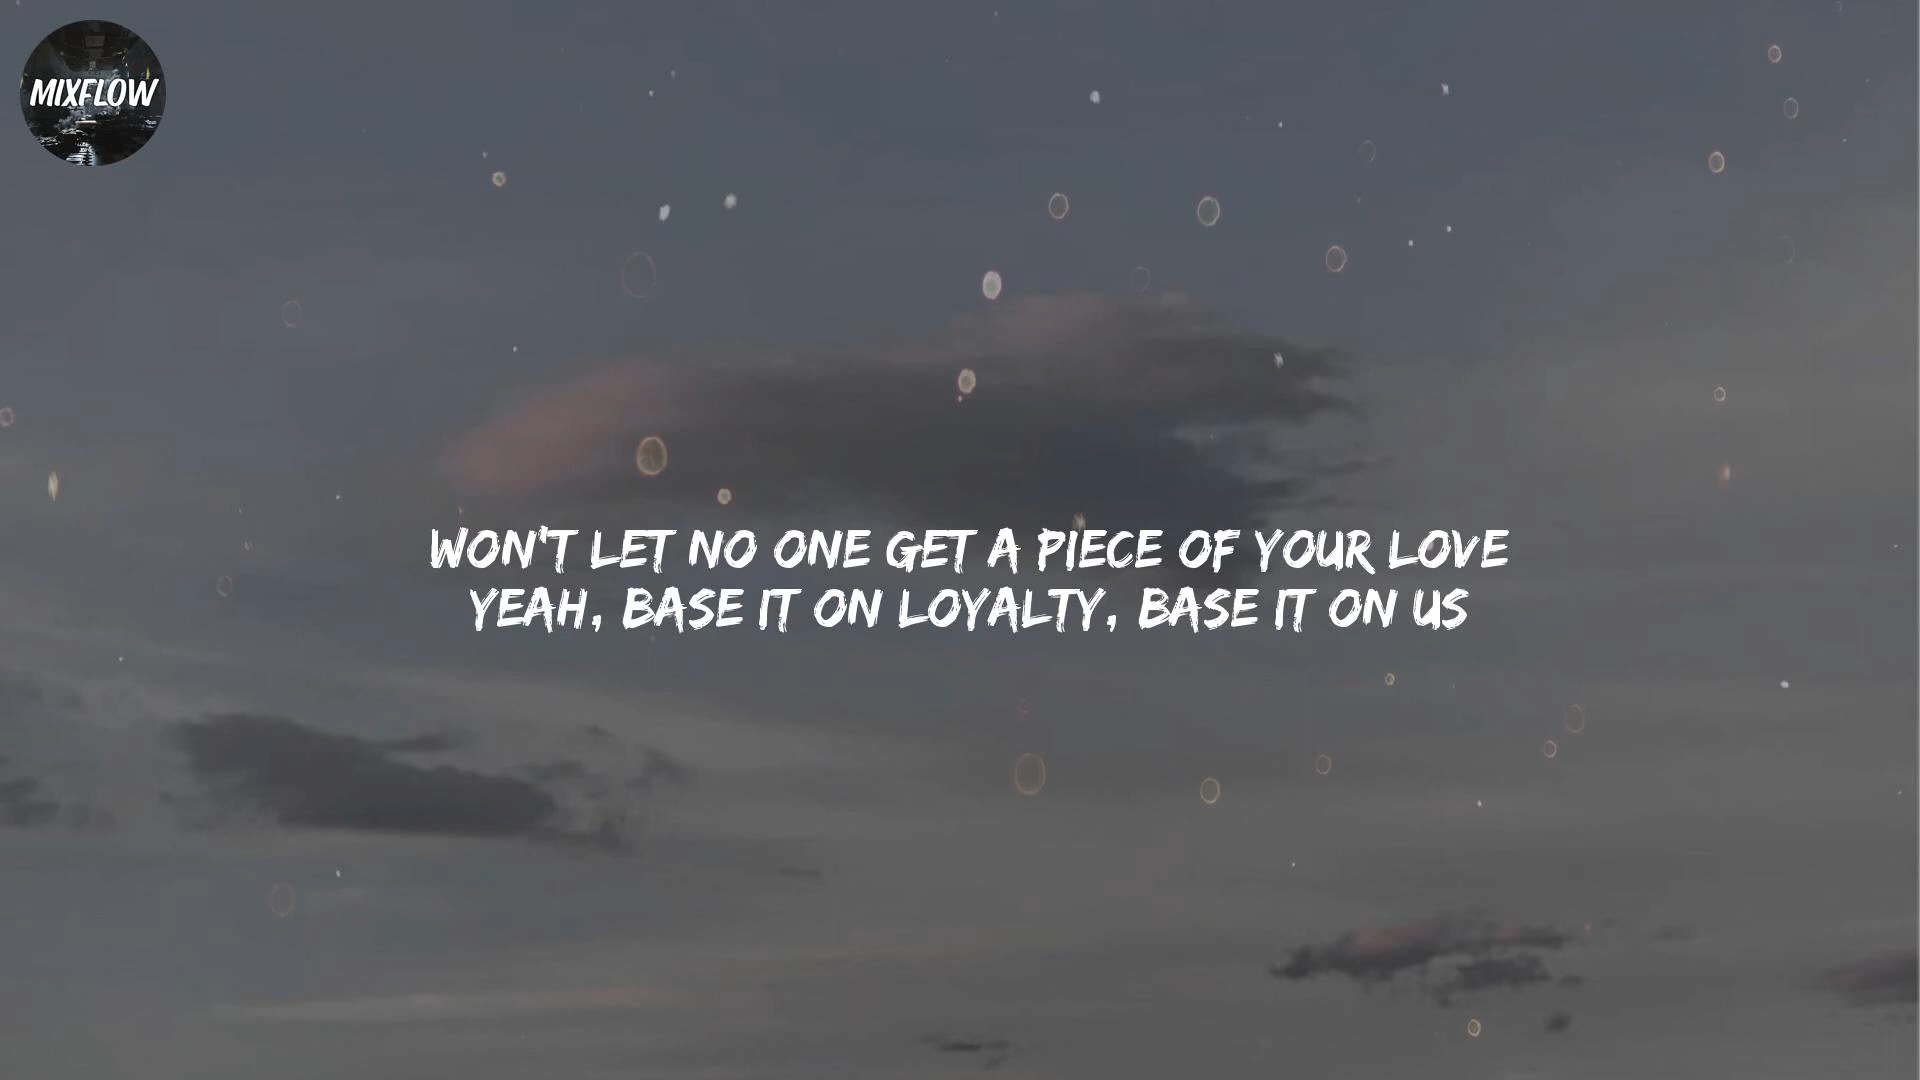 MIXFLOW
WON'T LET NO ONE GET A PIECE OF YOUR LOVE
YEAH, BASE IT ON LOYALTY, BASE IT ON US